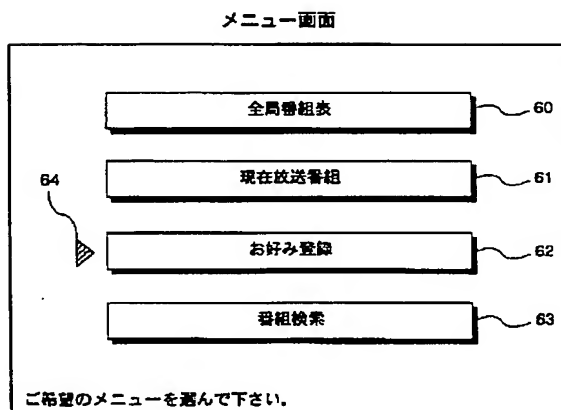 メニュー画面
全局番組表 60
現在放送番組 61
64
お好み登録 62
番組検索 63
ご希望のメニューを選んで下さい。